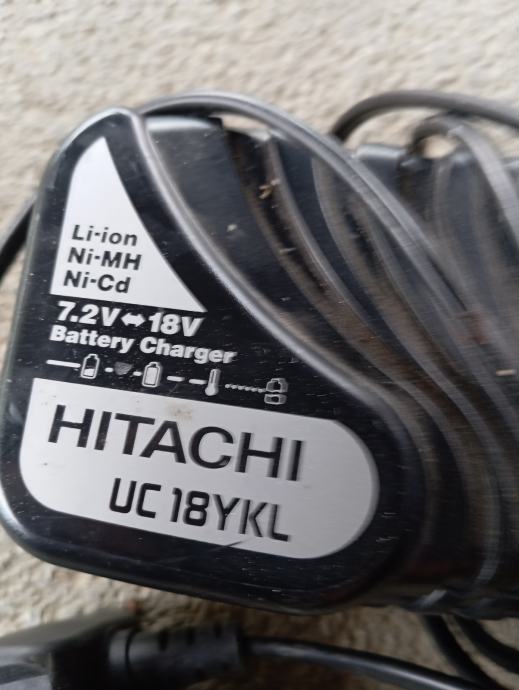 Li-ion
Ni-MH
Ni-Cd
7.2V↔18V
Battery Charger
HITACHI
UC 18YKL